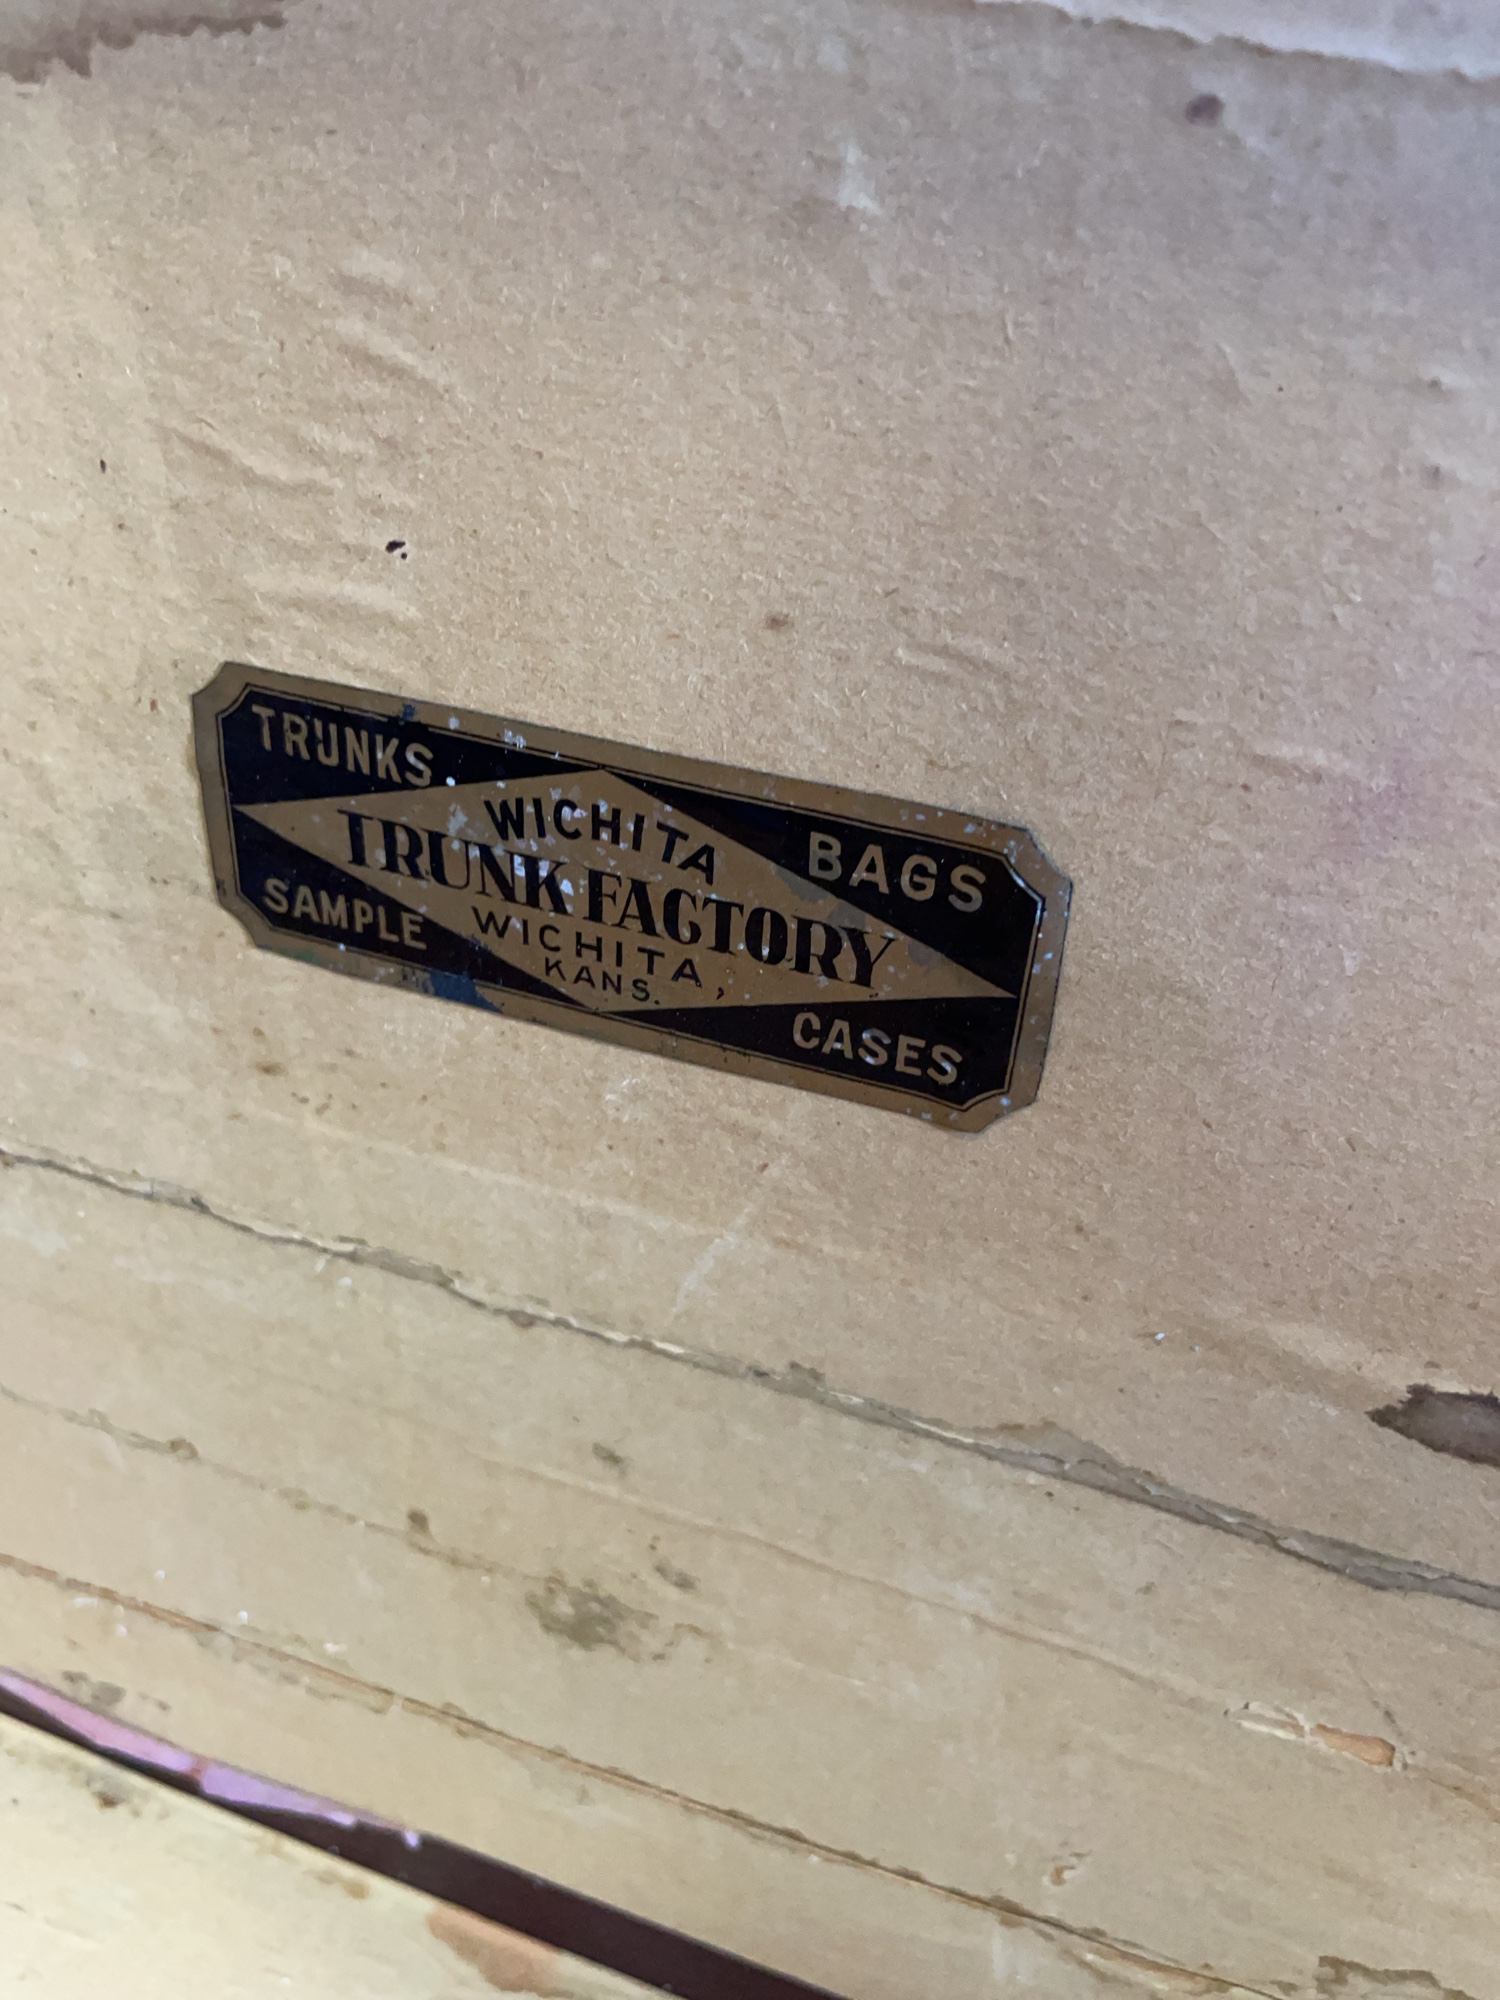 TRUNKS
BAGS
WICHITA
TRUNK FACTORY
WICHITA,
KANS.
SAMPLE
CASES